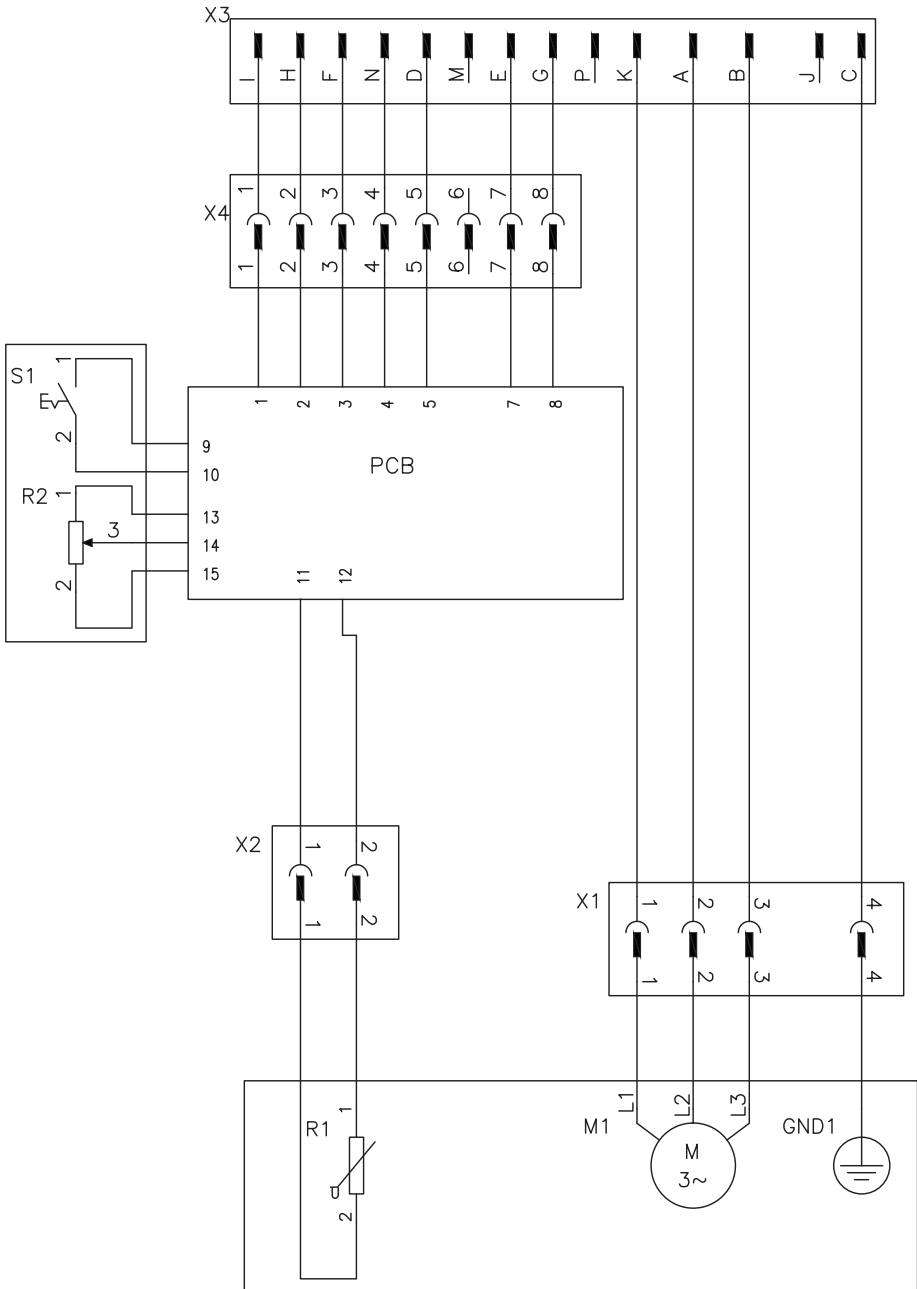 X3
I H F N D M E G P K A B J C
X4
1 2 3 4 5 6 7 8
1 2 3 4 5 6 7 8
S1
1
2
R2
1
3
2
1 2 3 4 5 7 8
9
10
13
14
15
PCB
11 12
X2
1 2
1 2
X1
1 2 3 4
1 2 3 4
R1
1
2
M1
L1 L2 L3
M
3~
GND1